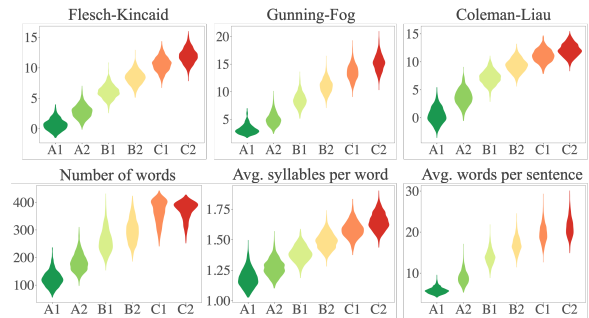 Flesch-Kincaid Gunning-Fog Coleman-Liau
15
10
5
0
A1 A2 B1 B2 C1 C2
20
15
10
5
A1 A2 B1 B2 C1 C2
15
10
5
0
A1 A2 B1 B2 C1 C2
Number of words Avg. syllables per word Avg. words per sentence
400
300
200
100
A1 A2 B1 B2 C1 C2
1.75
1.50
1.25
1.00
A1 A2 B1 B2 C1 C2
30
20
10
A1 A2 B1 B2 C1 C2